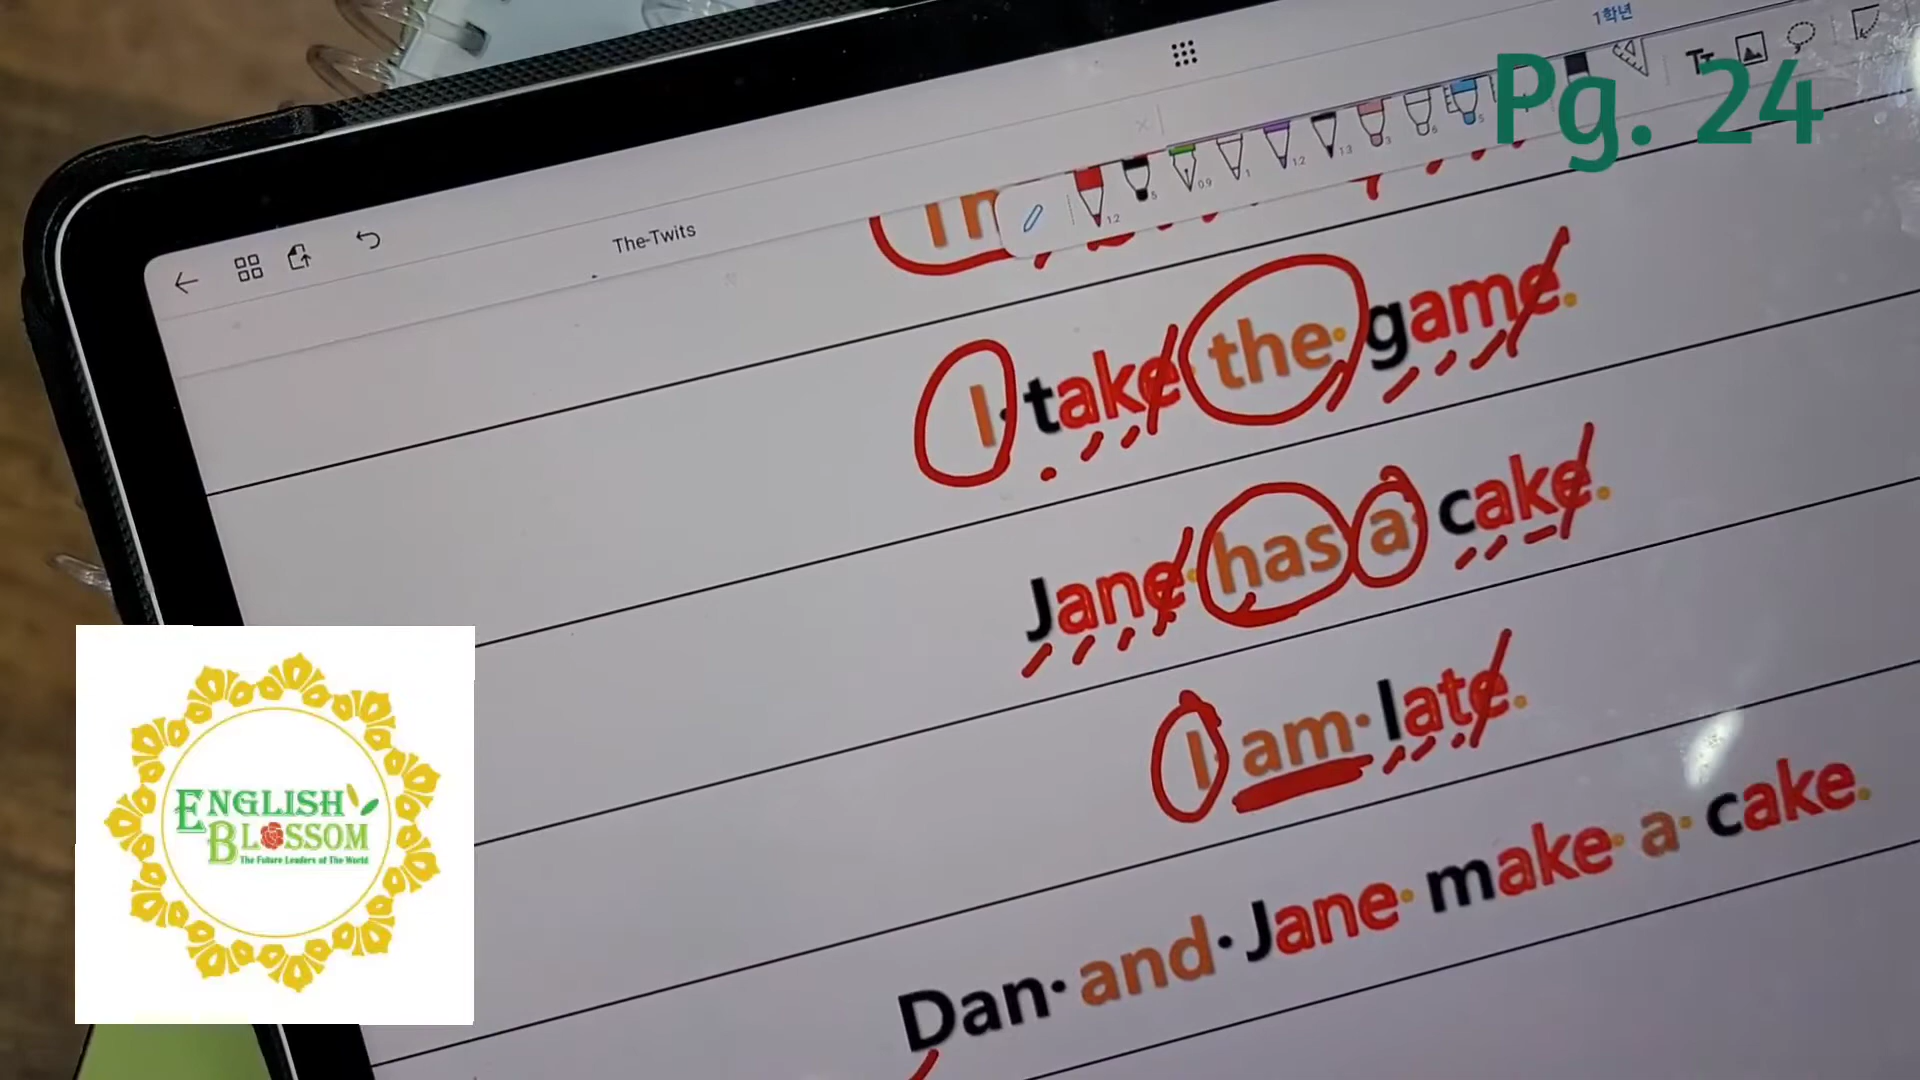 1학년
Pg. 24
The-Twits
I take the game.
Jane has a cake.
I am late.
Dan and Jane make a cake.
ENGLISH
BLOSSOM
The Future Leaders of The World